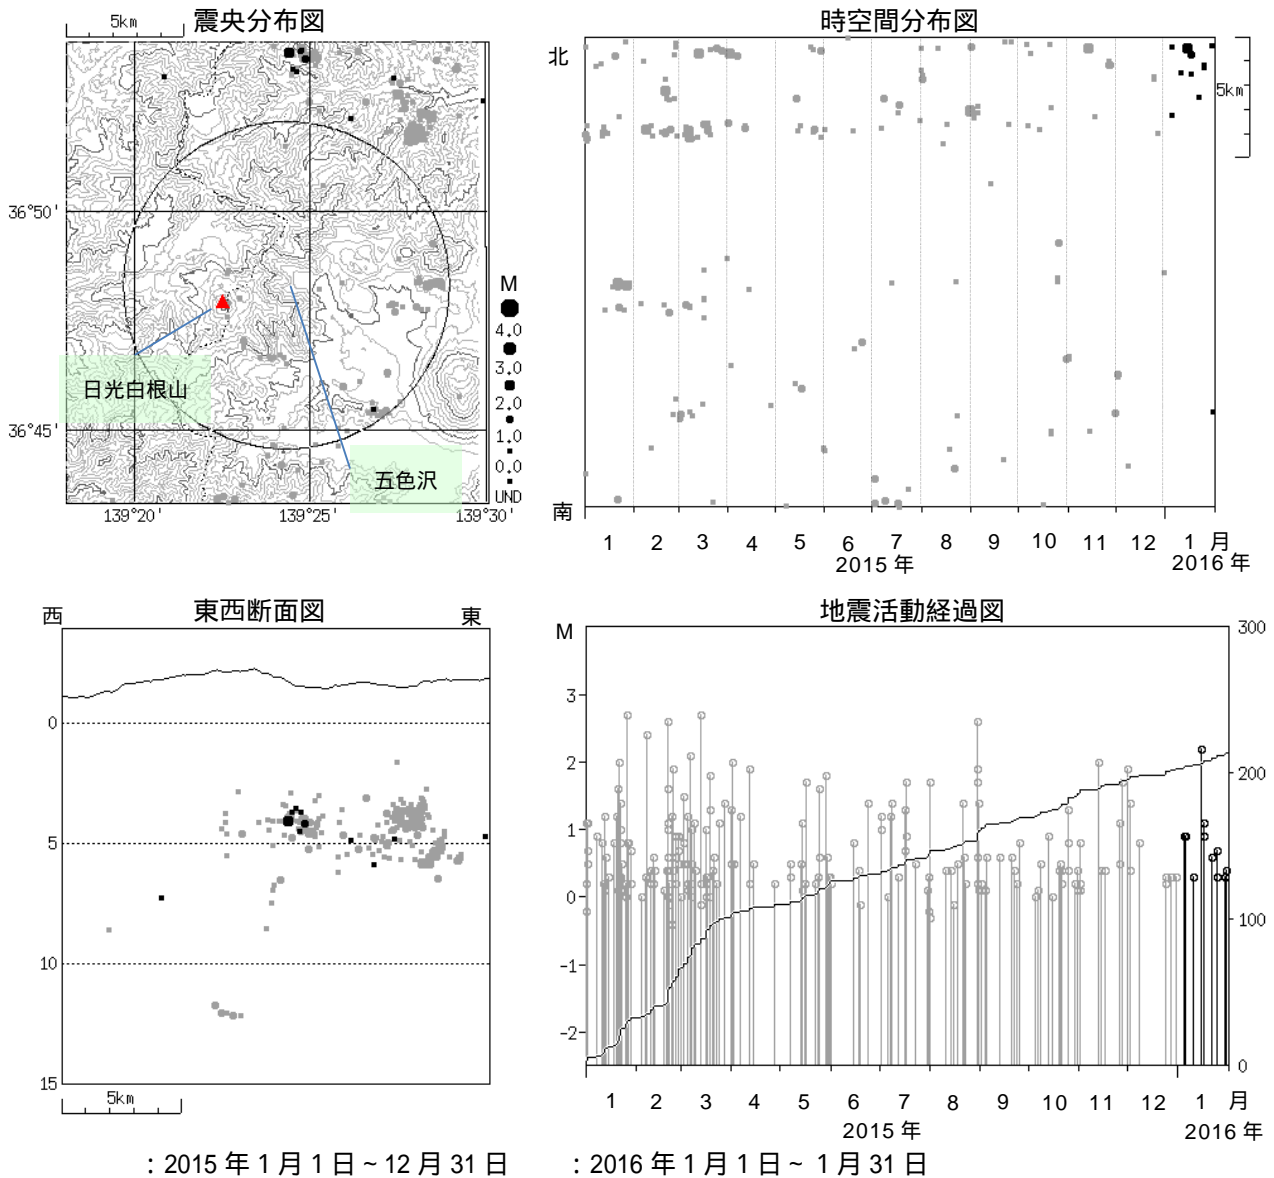 5km
震央分布図
36°50'
36°45'
139°20'
139°25'
139°30'
日光白根山
五色沢
M
4.0
3.0
2.0
1.0
0.0
UND
時空間分布図
北
南
5km
1 2 3 4 5 6 7 8 9 10 11 12 1 月
2015 年 2016 年
東西断面図
西 東
0
5
10
15
5km
地震活動経過図
M
3
2
1
0
-1
-2
300
200
100
0
1 2 3 4 5 6 7 8 9 10 11 12 1 月
2015 年 2016 年
：2015 年 1 月 1 日 ~ 12 月 31 日 ：2016 年 1 月 1 日 ~ 1 月 31 日